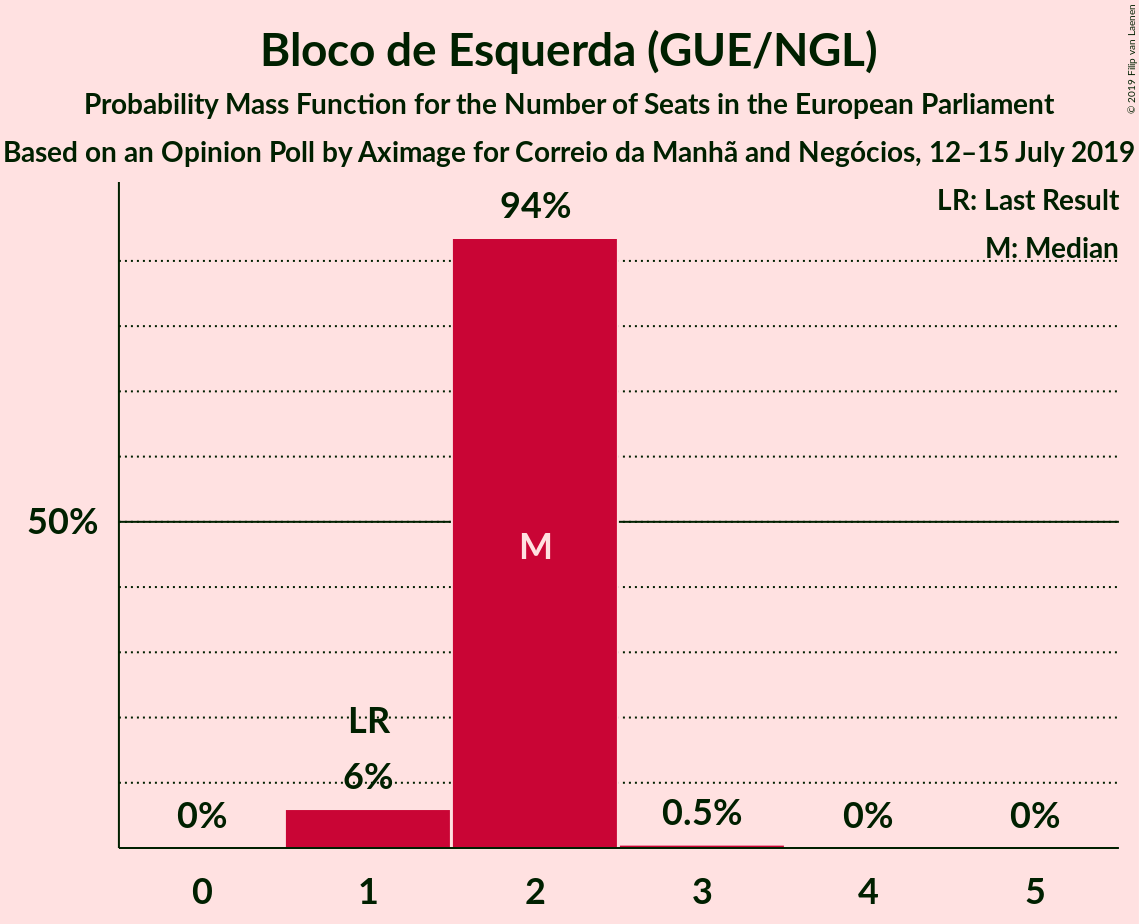 Bloco de Esquerda (GUE/NGL)
Probability Mass Function for the Number of Seats in the European Parliament
Based on an Opinion Poll by Aximage for Correio da Manhã and Negócios, 12–15 July 2019
© 2019 Filip van Laenen
LR: Last Result
M: Median
94%
50%
M
LR
6%
0%
0.5%
0%
0%
0 1 2 3 4 5